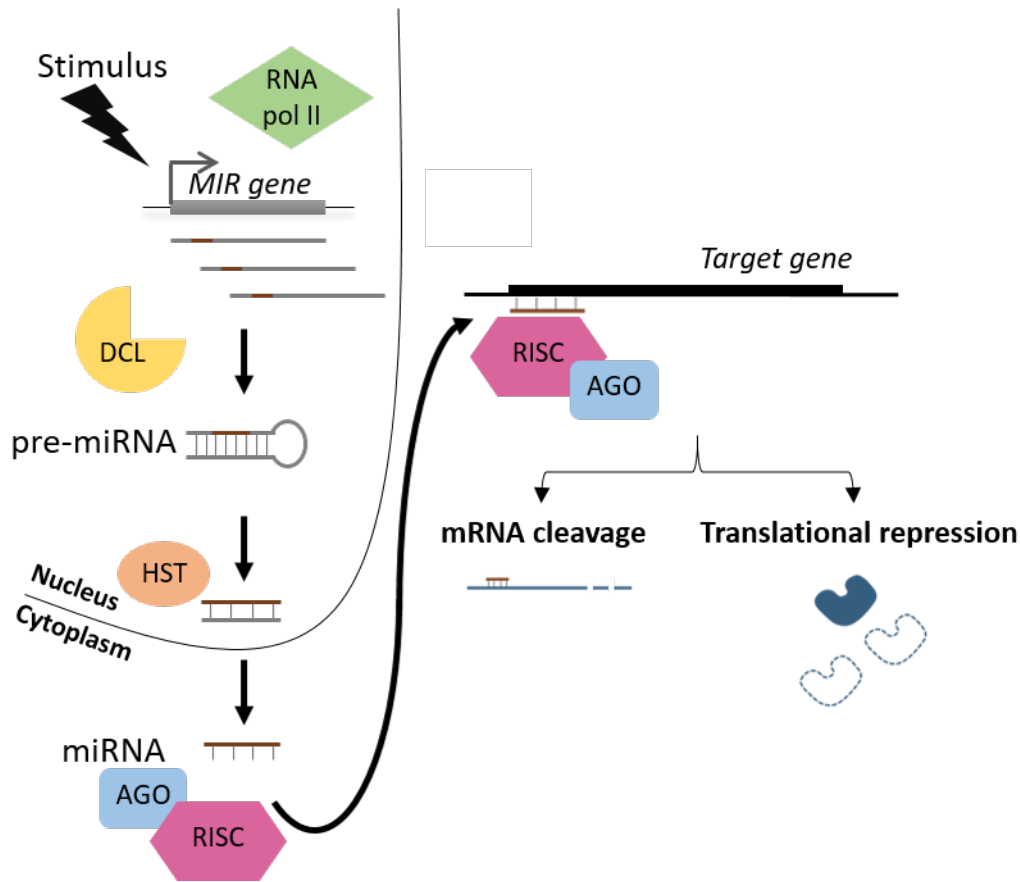 Stimulus
RNA
pol II
MIR gene
DCL
pre-miRNA
HST
Nucleus
Cytoplasm
miRNA
AGO
RISC
Target gene
RISC
AGO
mRNA cleavage
Translational repression